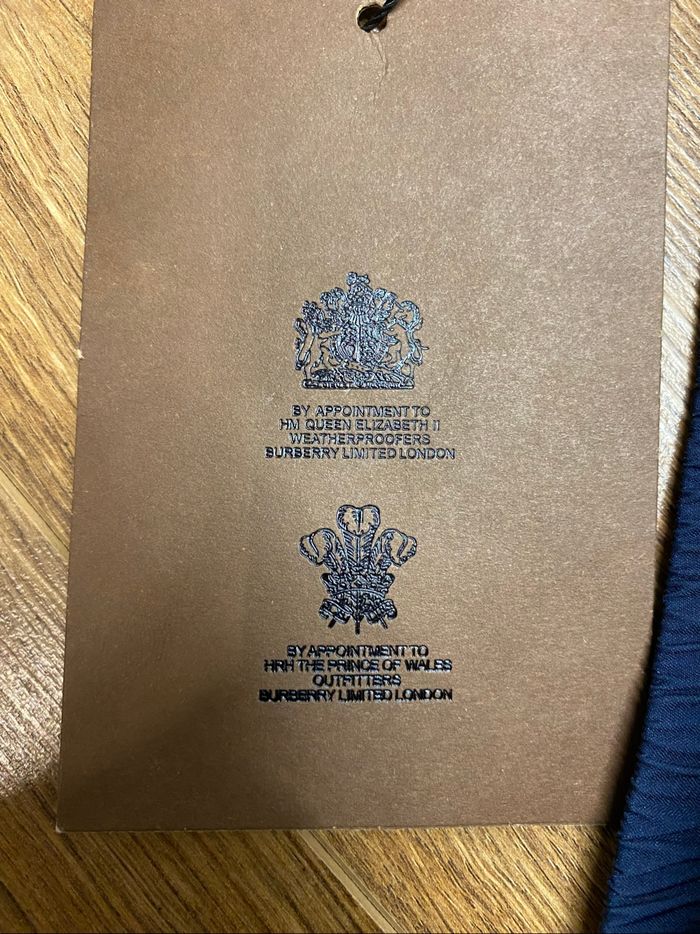 BY APPOINTMENT TO
HM QUEEN ELIZABETH II
WEATHERPROOFERS
BURBERRY LIMITED LONDON
BY APPOINTMENT TO
HRH THE PRINCE OF WALES
OUTFITTERS
BURBERRY LIMITED LONDON